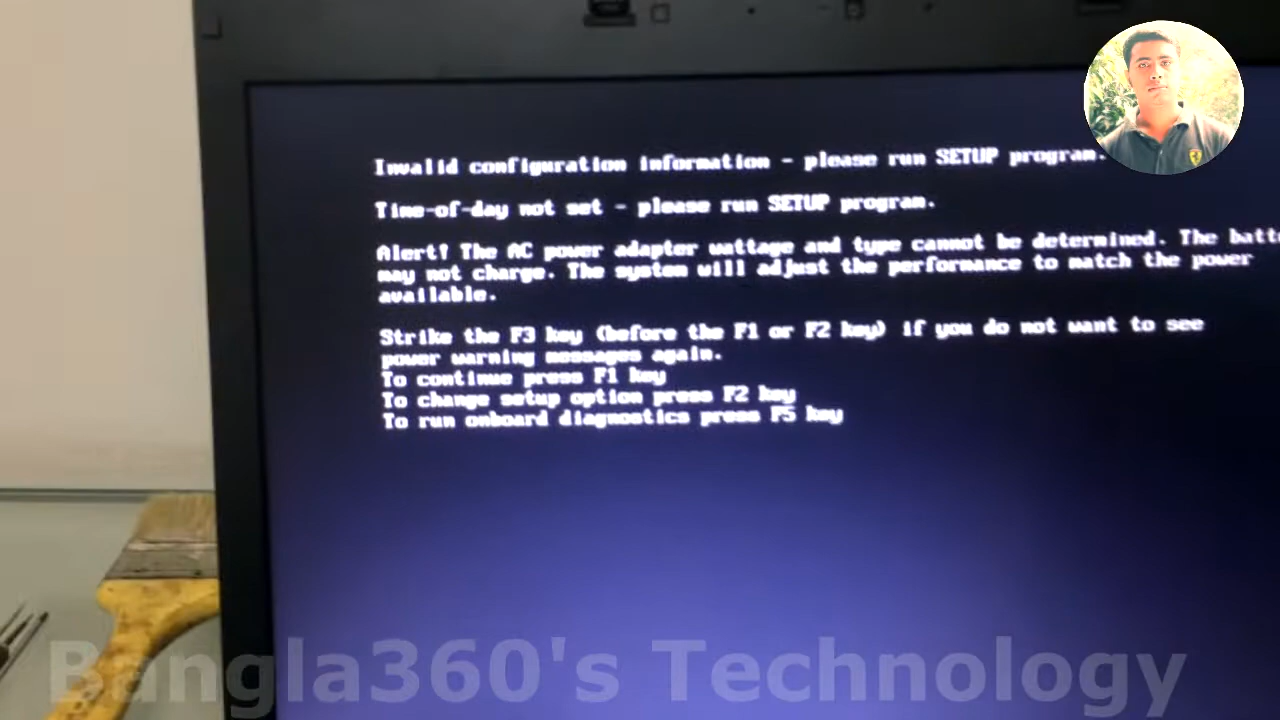 Invalid configuration information - please run SETUP program.
Time-of-day not set - please run SETUP program.
Alert! The AC power adapter wattage and type cannot be determined. The batt
may not charge. The system will adjust the performance to match the power
available.
Strike the F3 key (before the F1 or F2 key) if you do not want to see
power warning messages again.
To continue press F1 key
To change setup option press F2 key
To run onboard diagnostics press F5 key
Bangla360's Technology